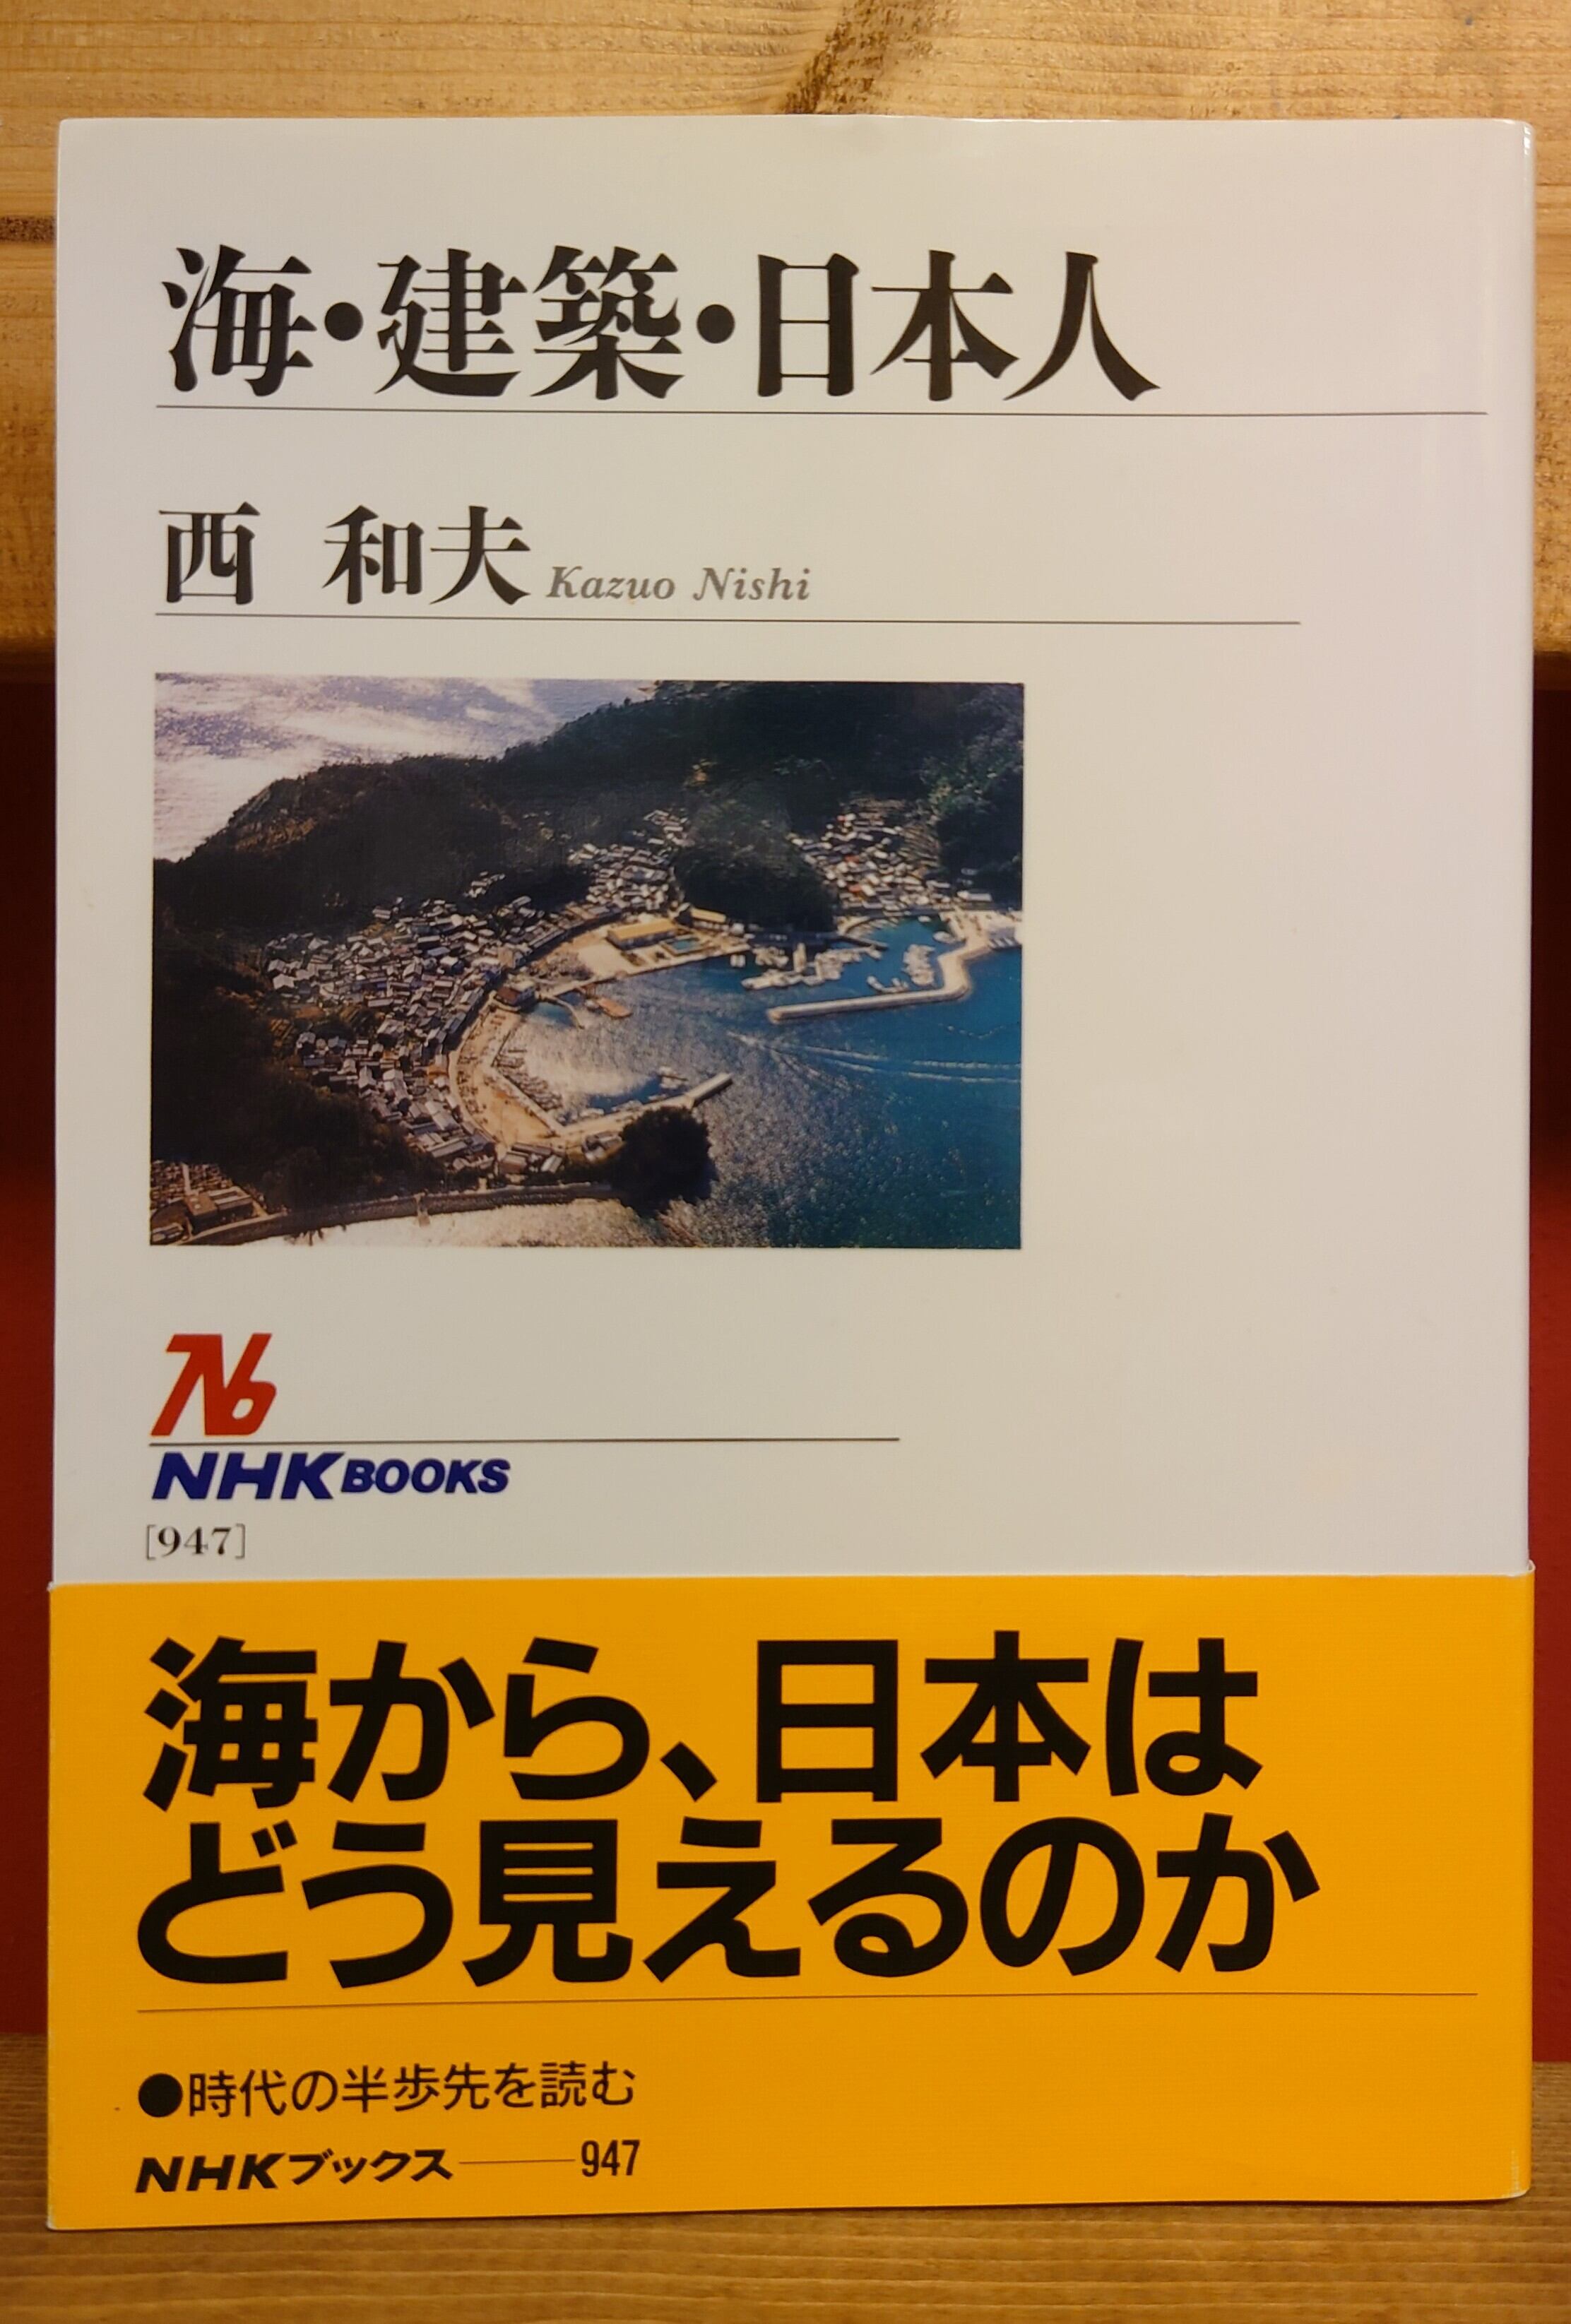 海・建築・日本人
西 和夫 Kazuo Nishi
NHK BOOKS
[947]
海から、日本は
どう見えるのか
●時代の半歩先を読む
NHKブックス——947